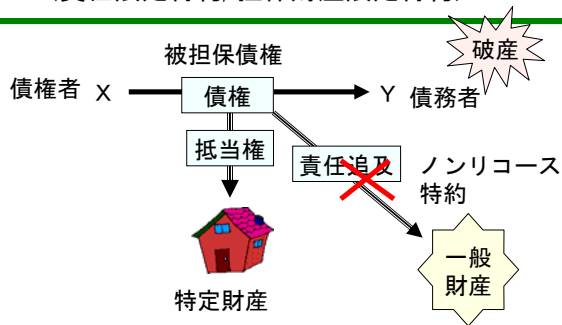 破産
被担保債権
債権者 X
債権
Y 債務者
抵当権
責任追及
ノンリコース
特約
一般
財産
特定財産